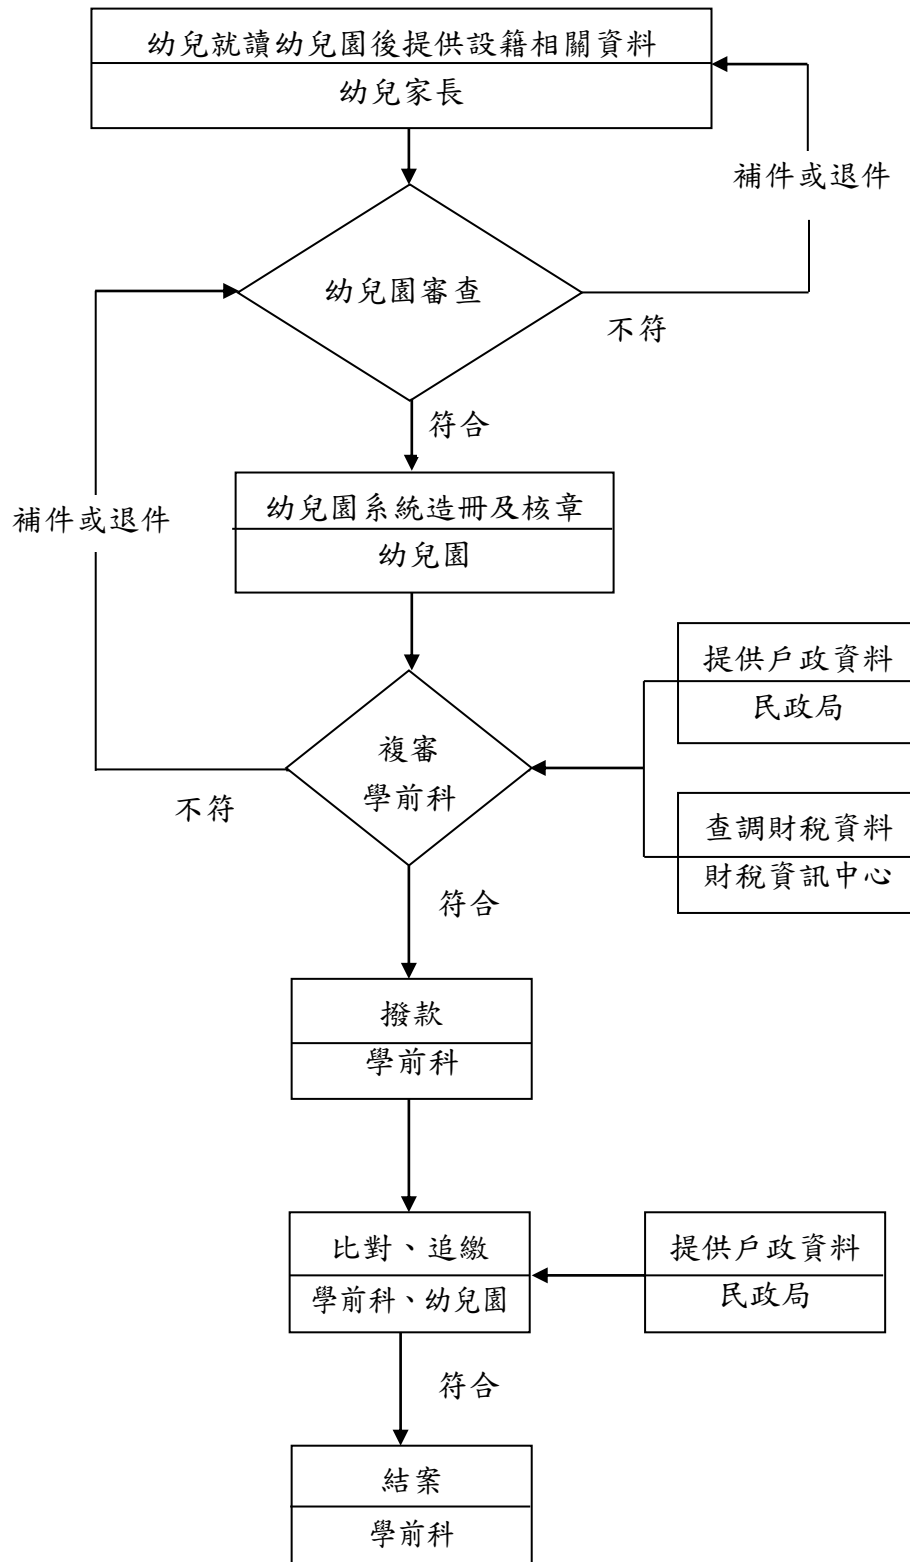 幼兒就讀幼兒園後提供設籍相關資料
幼兒家長
補件或退件
幼兒園審查
不符
符合
幼兒園系統造冊及核章
幼兒園
補件或退件
提供戶政資料
民政局
複審
學前科
不符
查調財稅資料
財稅資訊中心
符合
撥款
學前科
比對、追繳
學前科、幼兒園
提供戶政資料
民政局
符合
結案
學前科